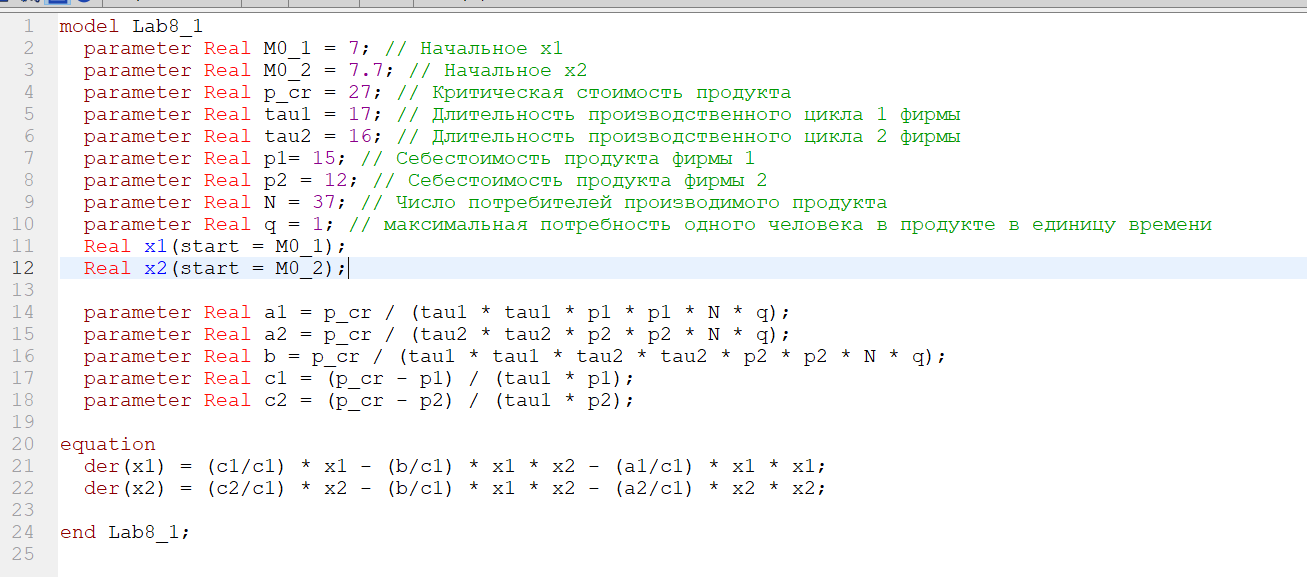 1 model Lab8_1
2 parameter Real M0_1 = 7; // Начальное x1
3 parameter Real M0_2 = 7.7; // Начальное x2
4 parameter Real p_cr = 27; // Критическая стоимость продукта
5 parameter Real tau1 = 17; // Длительность производственного цикла 1 фирмы
6 parameter Real tau2 = 16; // Длительность производственного цикла 2 фирмы
7 parameter Real p1= 15; // Себестоимость продукта фирмы 1
8 parameter Real p2 = 12; // Себестоимость продукта фирмы 2
9 parameter Real N = 37; // Число потребителей производимого продукта
10 parameter Real q = 1; // максимальная потребность одного человека в продукте в единицу времени
11 Real x1(start = M0_1);
12 Real x2(start = M0_2);
13
14 parameter Real a1 = p_cr / (tau1 * tau1 * p1 * p1 * N * q);
15 parameter Real a2 = p_cr / (tau2 * tau2 * p2 * p2 * N * q);
16 parameter Real b = p_cr / (tau1 * tau1 * tau2 * tau2 * p2 * p2 * N * q);
17 parameter Real c1 = (p_cr - p1) / (tau1 * p1);
18 parameter Real c2 = (p_cr - p2) / (tau1 * p2);
19
20 equation
21 der(x1) = (c1/c1) * x1 - (b/c1) * x1 * x2 - (a1/c1) * x1 * x1;
22 der(x2) = (c2/c1) * x2 - (b/c1) * x1 * x2 - (a2/c1) * x2 * x2;
23
24 end Lab8_1;
25